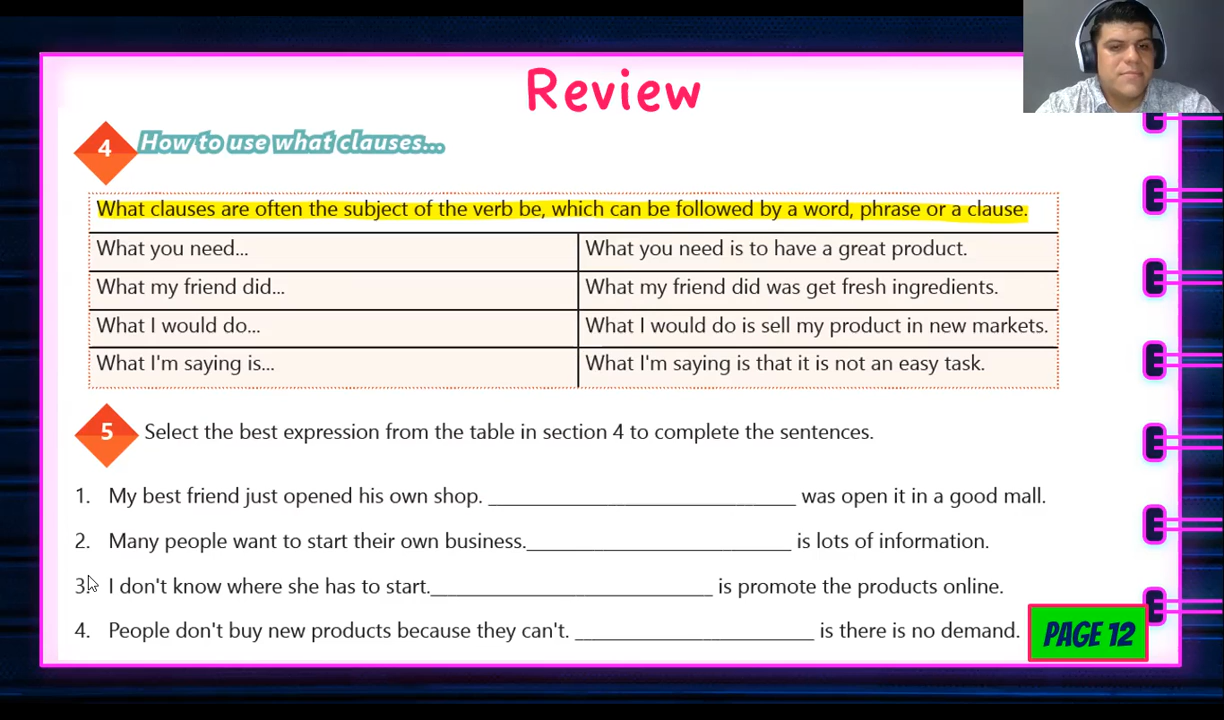 Review
4 How to use what clauses...
What clauses are often the subject of the verb be, which can be followed by a word, phrase or a clause.
What you need... What you need is to have a great product.
What my friend did... What my friend did was get fresh ingredients.
What I would do... What I would do is sell my product in new markets.
What I'm saying is... What I'm saying is that it is not an easy task.
5 Select the best expression from the table in section 4 to complete the sentences.
1. My best friend just opened his own shop. ______________________________ was open it in a good mall.
2. Many people want to start their own business.__________________________ is lots of information.
3. I don't know where she has to start.____________________________ is promote the products online.
4. People don't buy new products because they can't. ________________________ is there is no demand.
PAGE 12